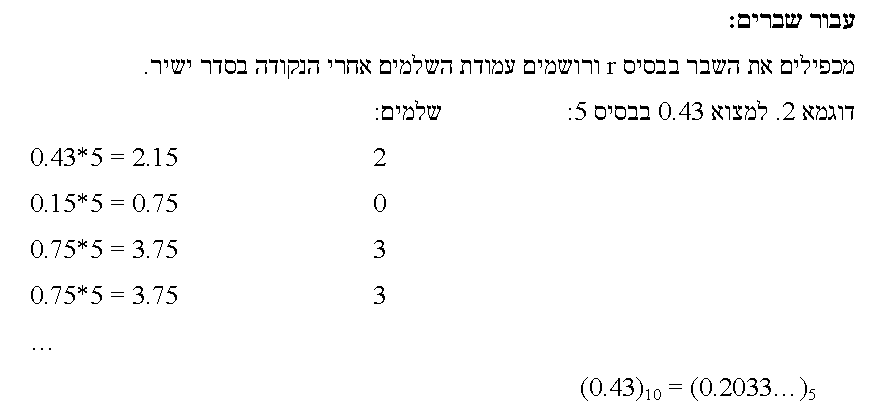 עבור שברים:
מכפילים את השבר בבסיס r ורושמים עמודת השלמים אחרי הנקודה בסדר ישיר.
דוגמא 2. למצוא 0.43 בבסיס 5: שלמים:
0.43*5 = 2.15 2
0.15*5 = 0.75 0
0.75*5 = 3.75 3
0.75*5 = 3.75 3
…
(0.43)₁₀ = (0.2033…)₅